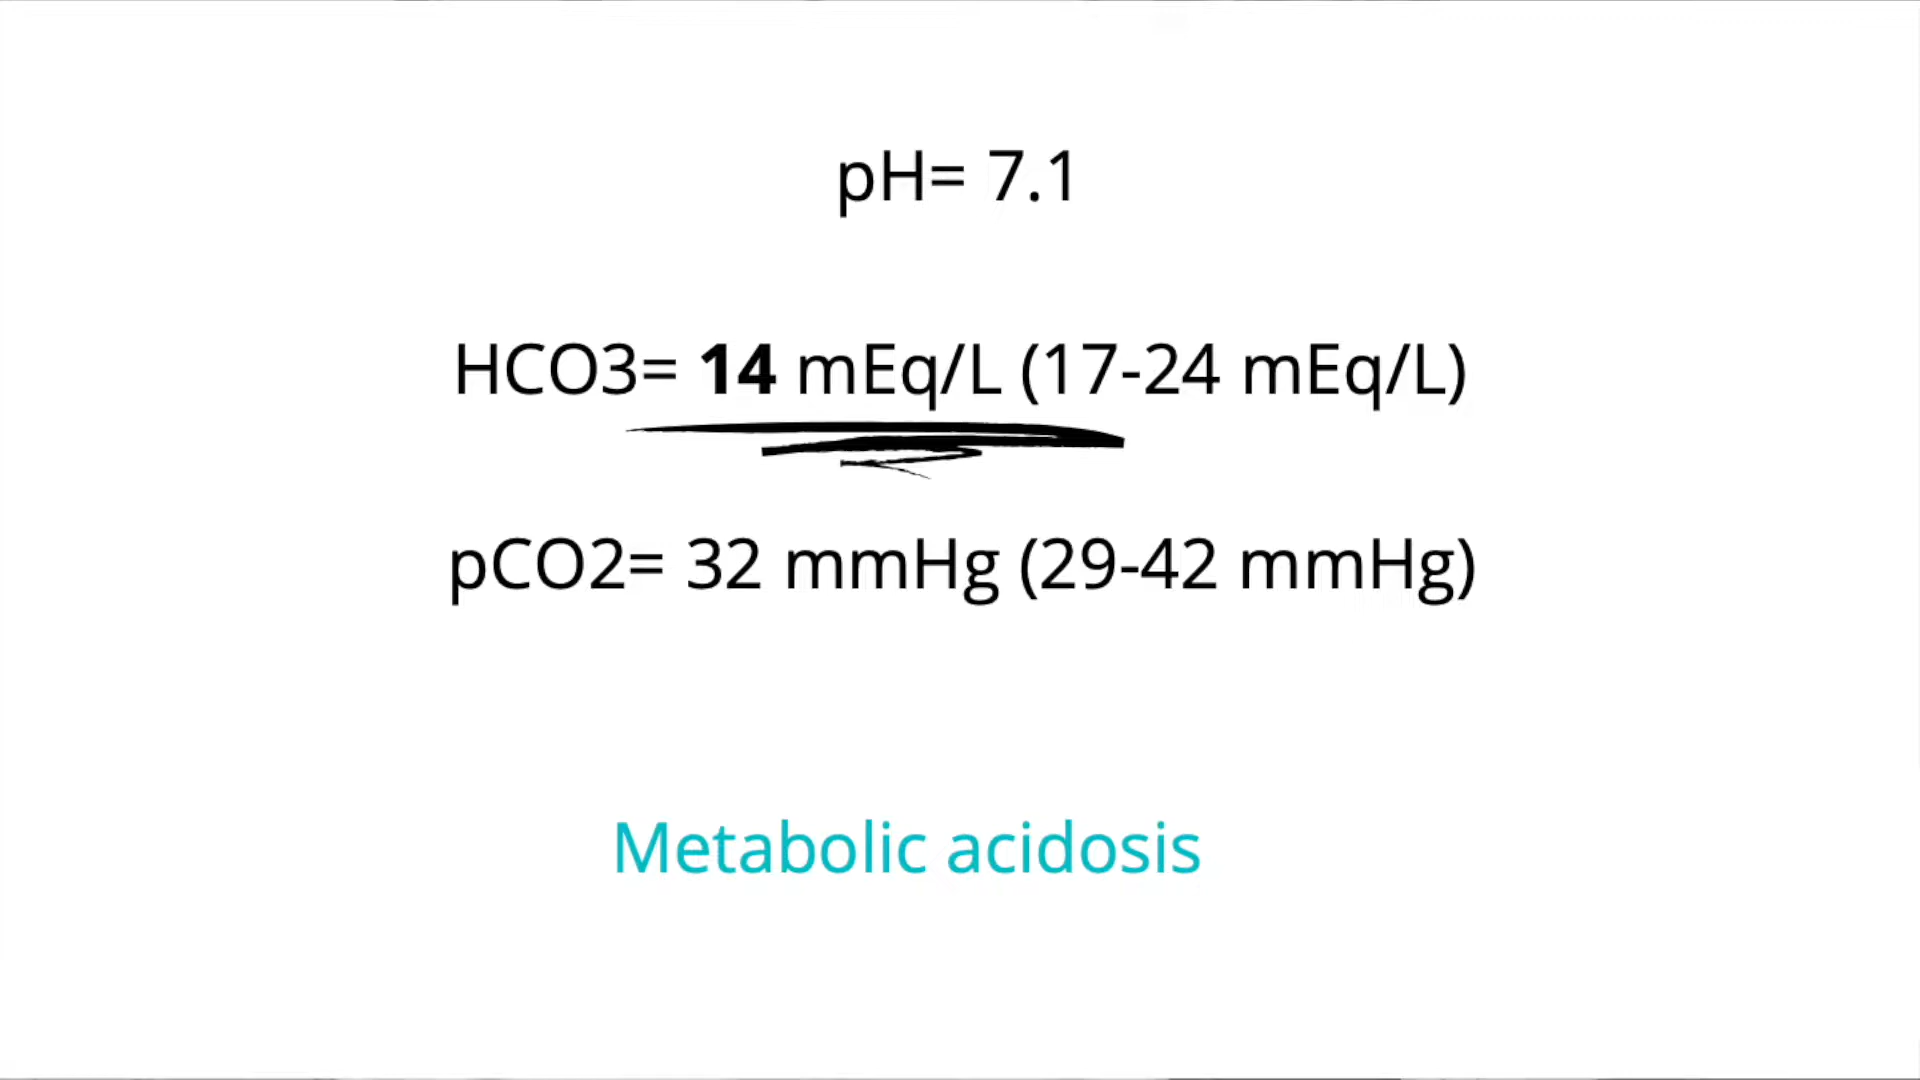 pH= 7.1
HCO3= 14 mEq/L (17-24 mEq/L)
pCO2= 32 mmHg (29-42 mmHg)
Metabolic acidosis